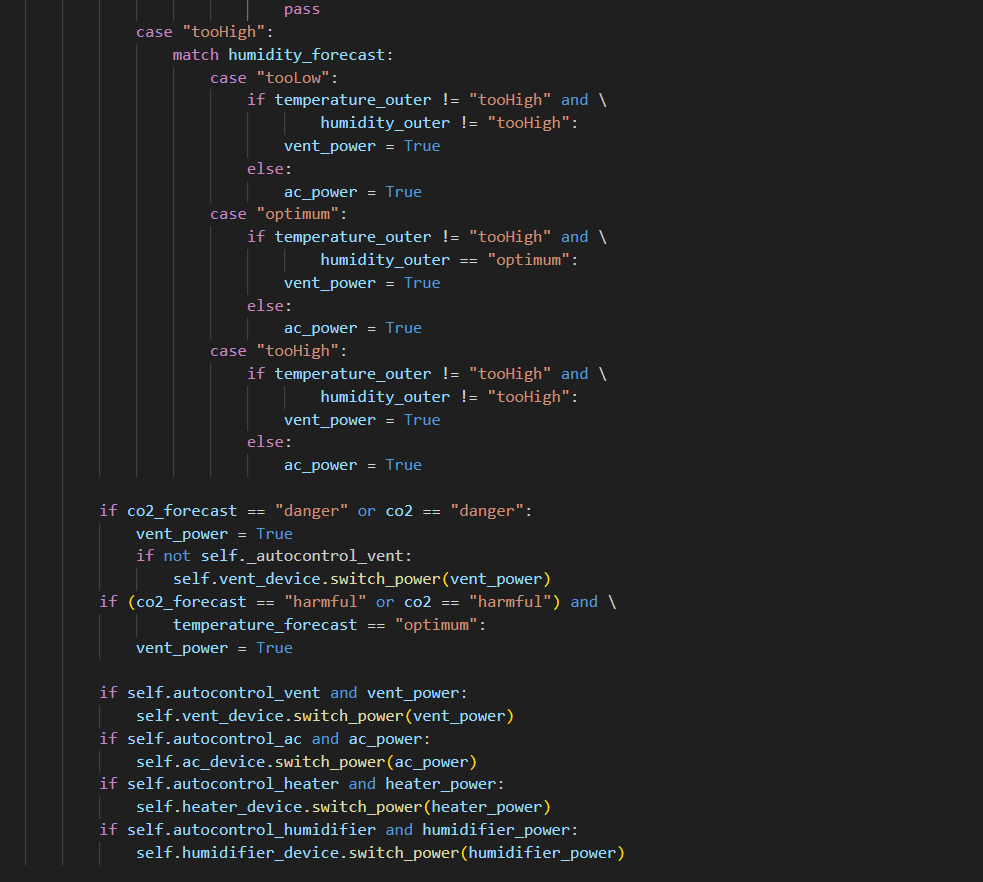 pass
case "tooHigh":
match humidity_forecast:
case "tooLow":
if temperature_outer != "tooHigh" and \
humidity_outer != "tooHigh":
vent_power = True
else:
ac_power = True
case "optimum":
if temperature_outer != "tooHigh" and \
humidity_outer == "optimum":
vent_power = True
else:
ac_power = True
case "tooHigh":
if temperature_outer != "tooHigh" and \
humidity_outer != "tooHigh":
vent_power = True
else:
ac_power = True
if co2_forecast == "danger" or co2 == "danger":
vent_power = True
if not self._autocontrol_vent:
self.vent_device.switch_power(vent_power)
if (co2_forecast == "harmful" or co2 == "harmful") and \
temperature_forecast == "optimum":
vent_power = True
if self.autocontrol_vent and vent_power:
self.vent_device.switch_power(vent_power)
if self.autocontrol_ac and ac_power:
self.ac_device.switch_power(ac_power)
if self.autocontrol_heater and heater_power:
self.heater_device.switch_power(heater_power)
if self.autocontrol_humidifier and humidifier_power:
self.humidifier_device.switch_power(humidifier_power)